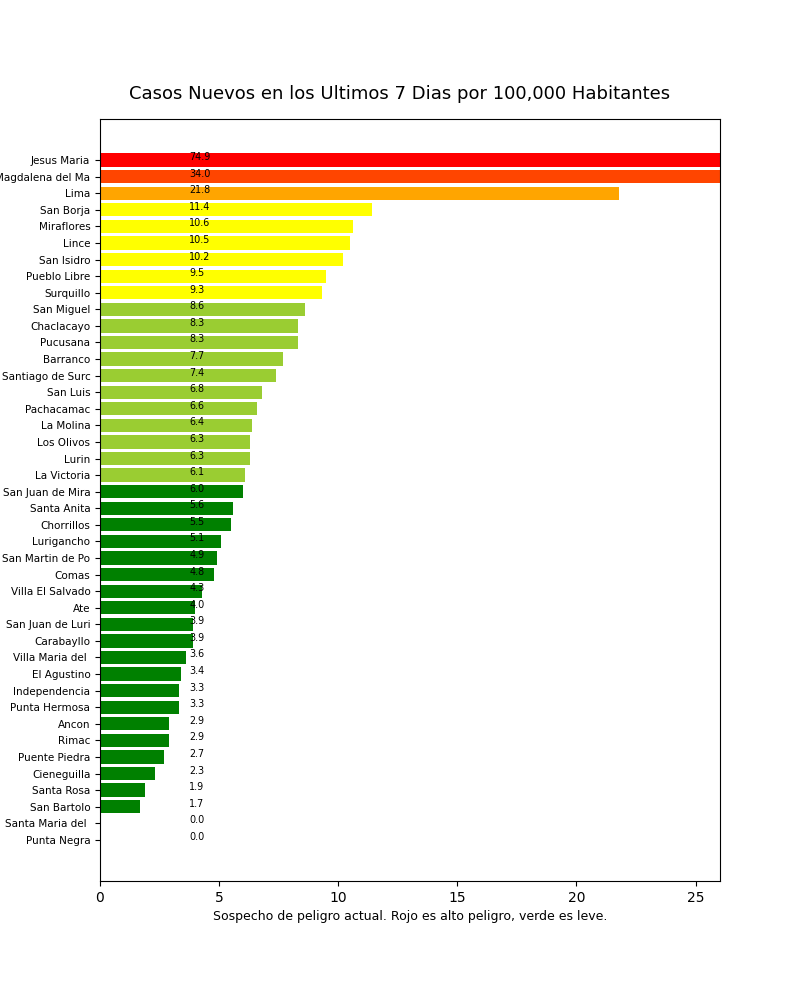 Casos Nuevos en los Ultimos 7 Dias por 100,000 Habitantes
Jesus Maria 74.9
Magdalena del Ma 34.0
Lima 21.8
San Borja 11.4
Miraflores 10.6
Lince 10.5
San Isidro 10.2
Pueblo Libre 9.5
Surquillo 9.3
San Miguel 8.6
Chaclacayo 8.3
Pucusana 8.3
Barranco 7.7
Santiago de Surc 7.4
San Luis 6.8
Pachacamac 6.6
La Molina 6.4
Los Olivos 6.3
Lurin 6.3
La Victoria 6.1
San Juan de Mira 6.0
Santa Anita 5.6
Chorrillos 5.5
Lurigancho 5.1
San Martin de Po 4.9
Comas 4.8
Villa El Salvado 4.3
Ate 4.0
San Juan de Luri 3.9
Carabayllo 3.9
Villa Maria del 3.6
El Agustino 3.4
Independencia 3.3
Punta Hermosa 3.3
Ancon 2.9
Rimac 2.9
Puente Piedra 2.7
Cieneguilla 2.3
Santa Rosa 1.9
San Bartolo 1.7
Santa Maria del 0.0
Punta Negra 0.0
0 5 10 15 20 25
Sospecho de peligro actual. Rojo es alto peligro, verde es leve.